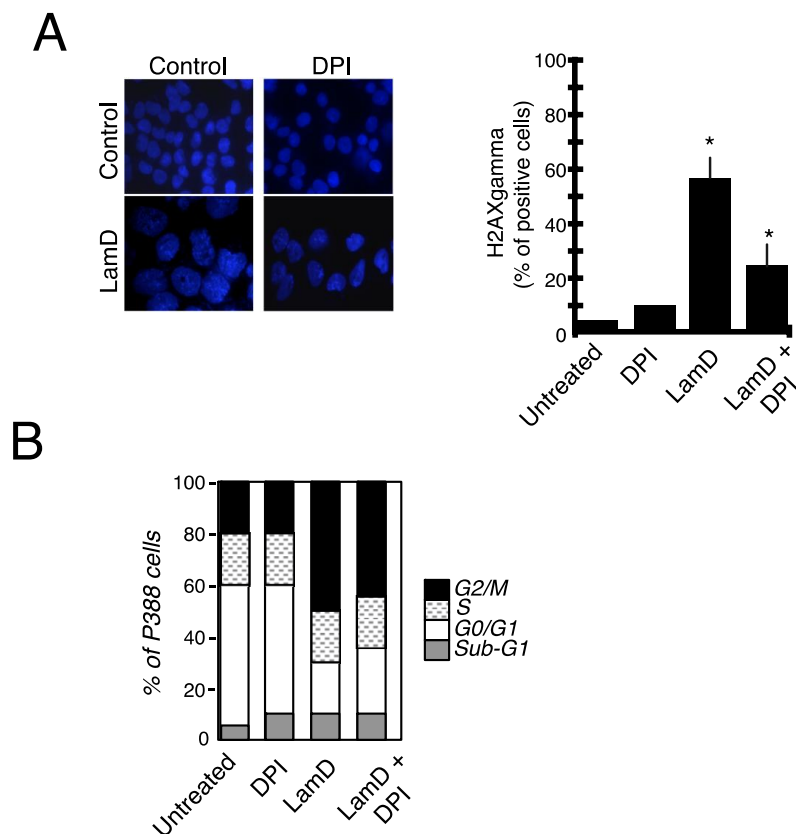 A
Control DPI
Control
LamD
H2AXgamma
(% of positive cells)
100
80
60
40
20
0
*
*
Untreated
DPI
LamD
LamD +
DPI
B
% of P388 cells
100
80
60
40
20
0
G2/M
S
G0/G1
Sub-G1
Untreated
DPI
LamD
LamD +
DPI